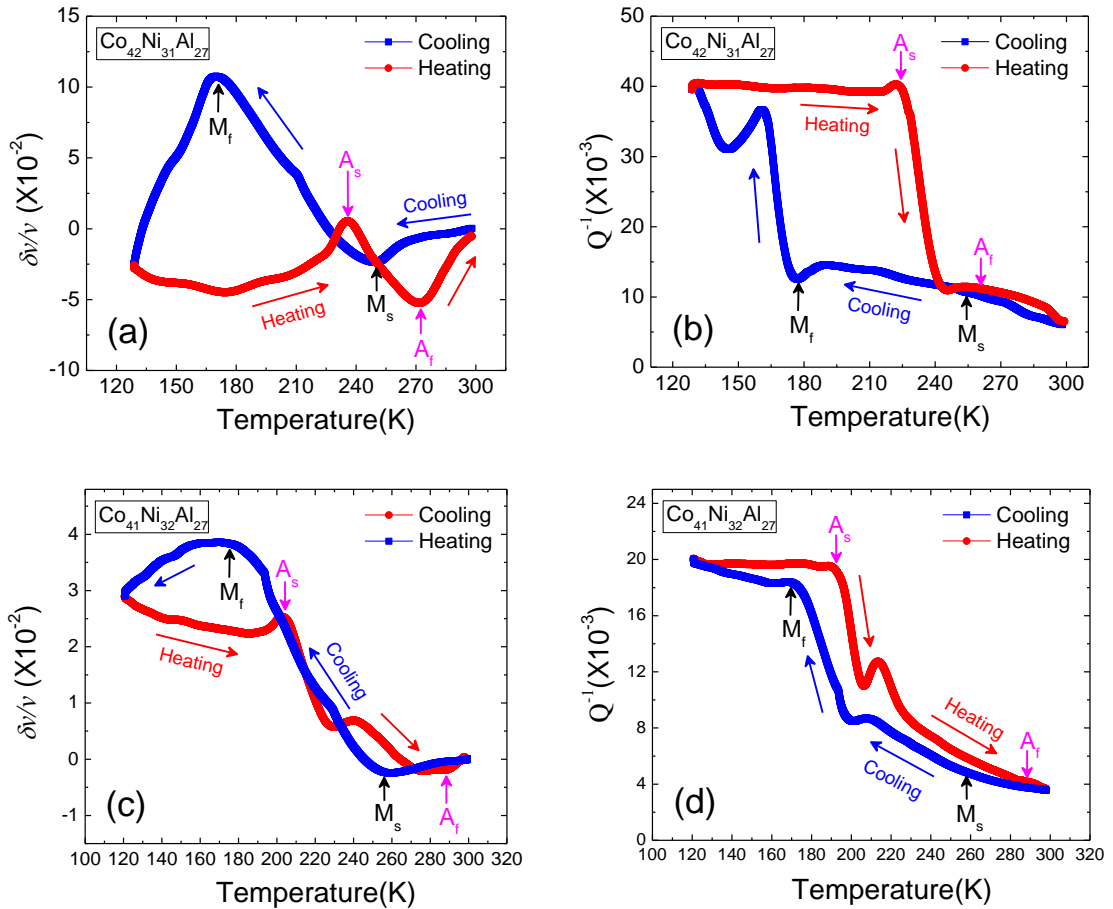 Co42Ni31Al27
Cooling
Heating
15
10
5
0
-5
-10
δν/ν (X10-2)
Mf
As
Cooling
Ms
Heating
Af
(a)
120 150 180 210 240 270 300
Temperature(K)
Co42Ni31Al27
Cooling
Heating
50
40
30
20
10
0
Q-1(X10-3)
As
Heating
Af
Cooling
Mf
Ms
(b)
120 150 180 210 240 270 300
Temperature(K)
Co41Ni32Al27
Cooling
Heating
4
3
2
1
0
-1
δν/ν (X10-2)
Mf
As
Heating
Cooling
Ms
Af
(c)
100 120 140 160 180 200 220 240 260 280 300 320
Temperature(K)
Co41Ni32Al27
Cooling
Heating
24
20
16
12
8
4
0
Q-1(X10-3)
As
Mf
Heating
Af
Cooling
Ms
(d)
100 120 140 160 180 200 220 240 260 280 300 320
Temperature(K)